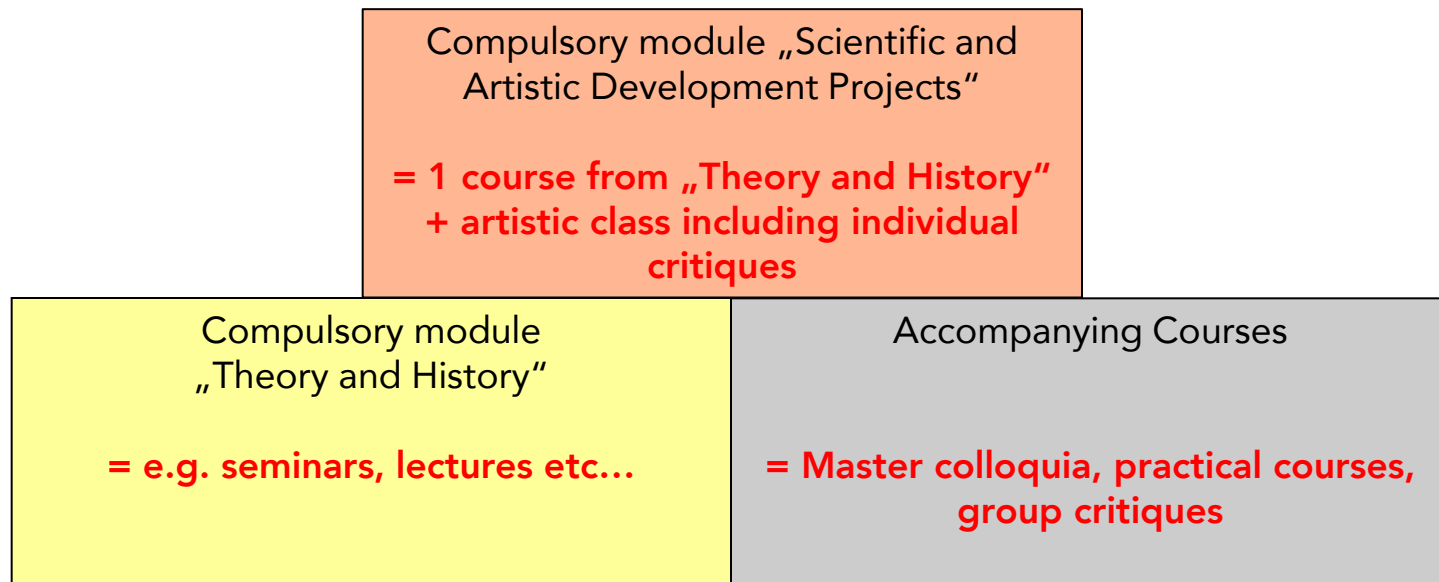 Compulsory module „Scientific and
Artistic Development Projects“
= 1 course from „Theory and History“
+ artistic class including individual
critiques
Compulsory module
„Theory and History“
= e.g. seminars, lectures etc…
Accompanying Courses
= Master colloquia, practical courses,
group critiques